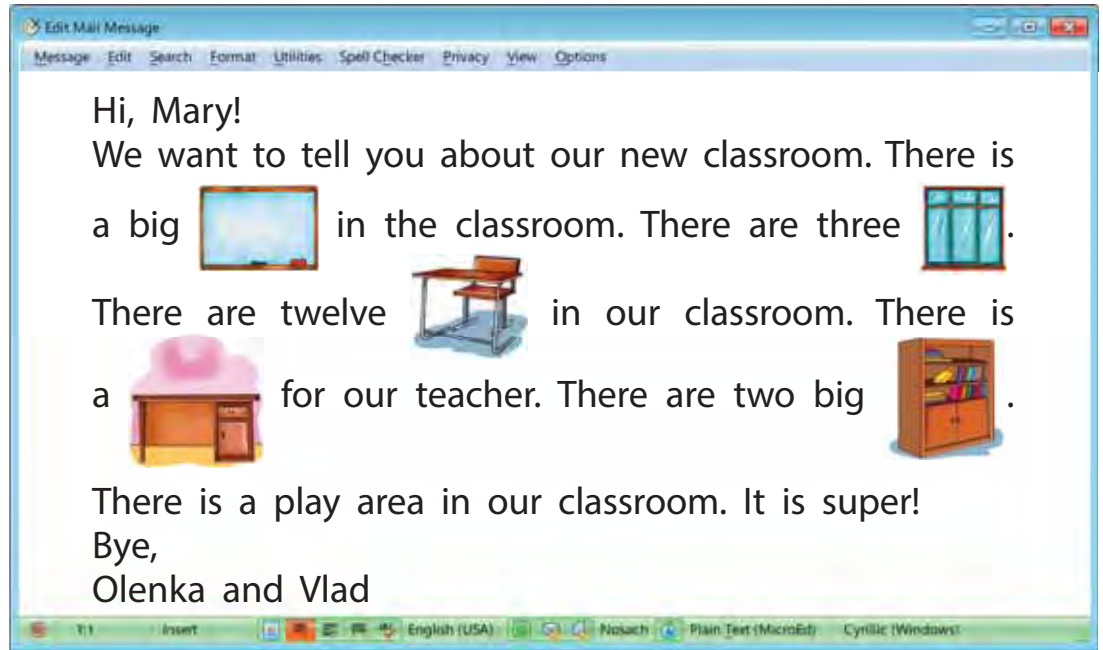 Edit Mail Message
Message Edit Search Format Utilities Spell Checker Privacy View Options
Hi, Mary!
We want to tell you about our new classroom. There is
a big in the classroom. There are three .
There are twelve in our classroom. There is
a for our teacher. There are two big .
There is a play area in our classroom. It is super!
Bye,
Olenka and Vlad
1:1 Insert English (USA) Nosach Plain Text (MicroEd) Cyrillic (Windows)